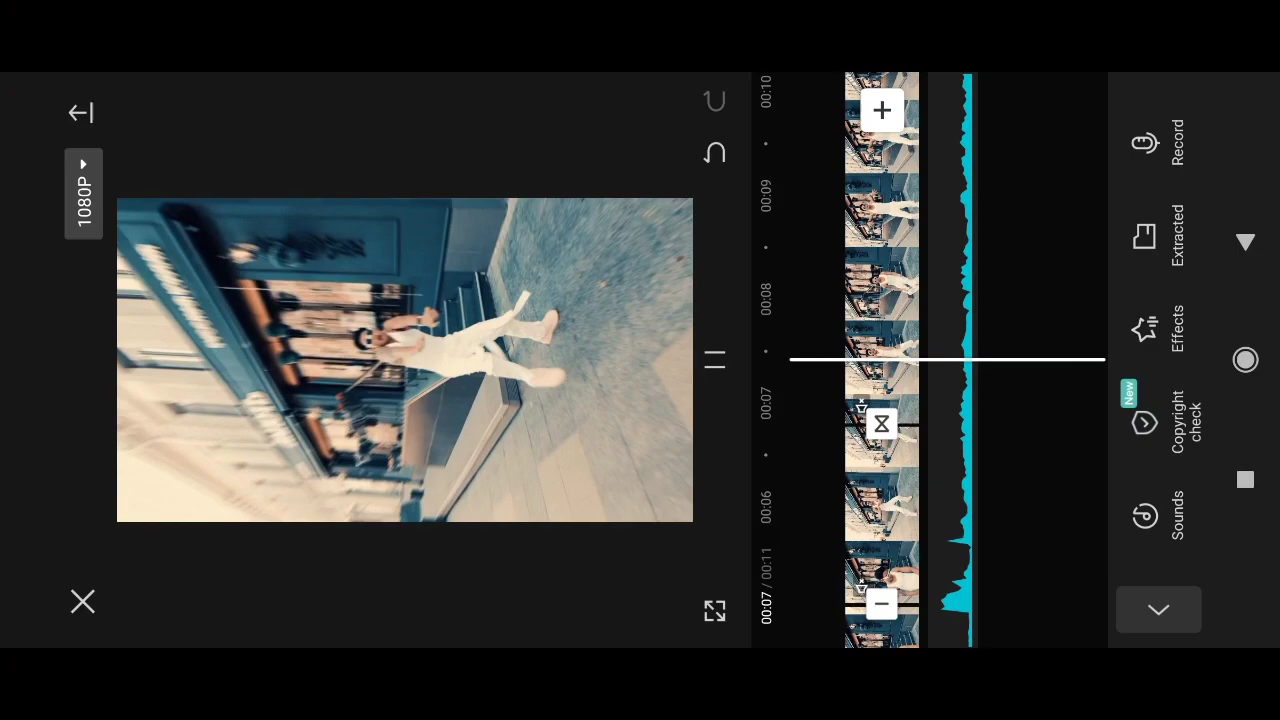 1080P
00:07 / 00:11
00:06
00:07
00:08
00:09
00:10
Sounds
New
Copyright
check
Effects
Extracted
Record